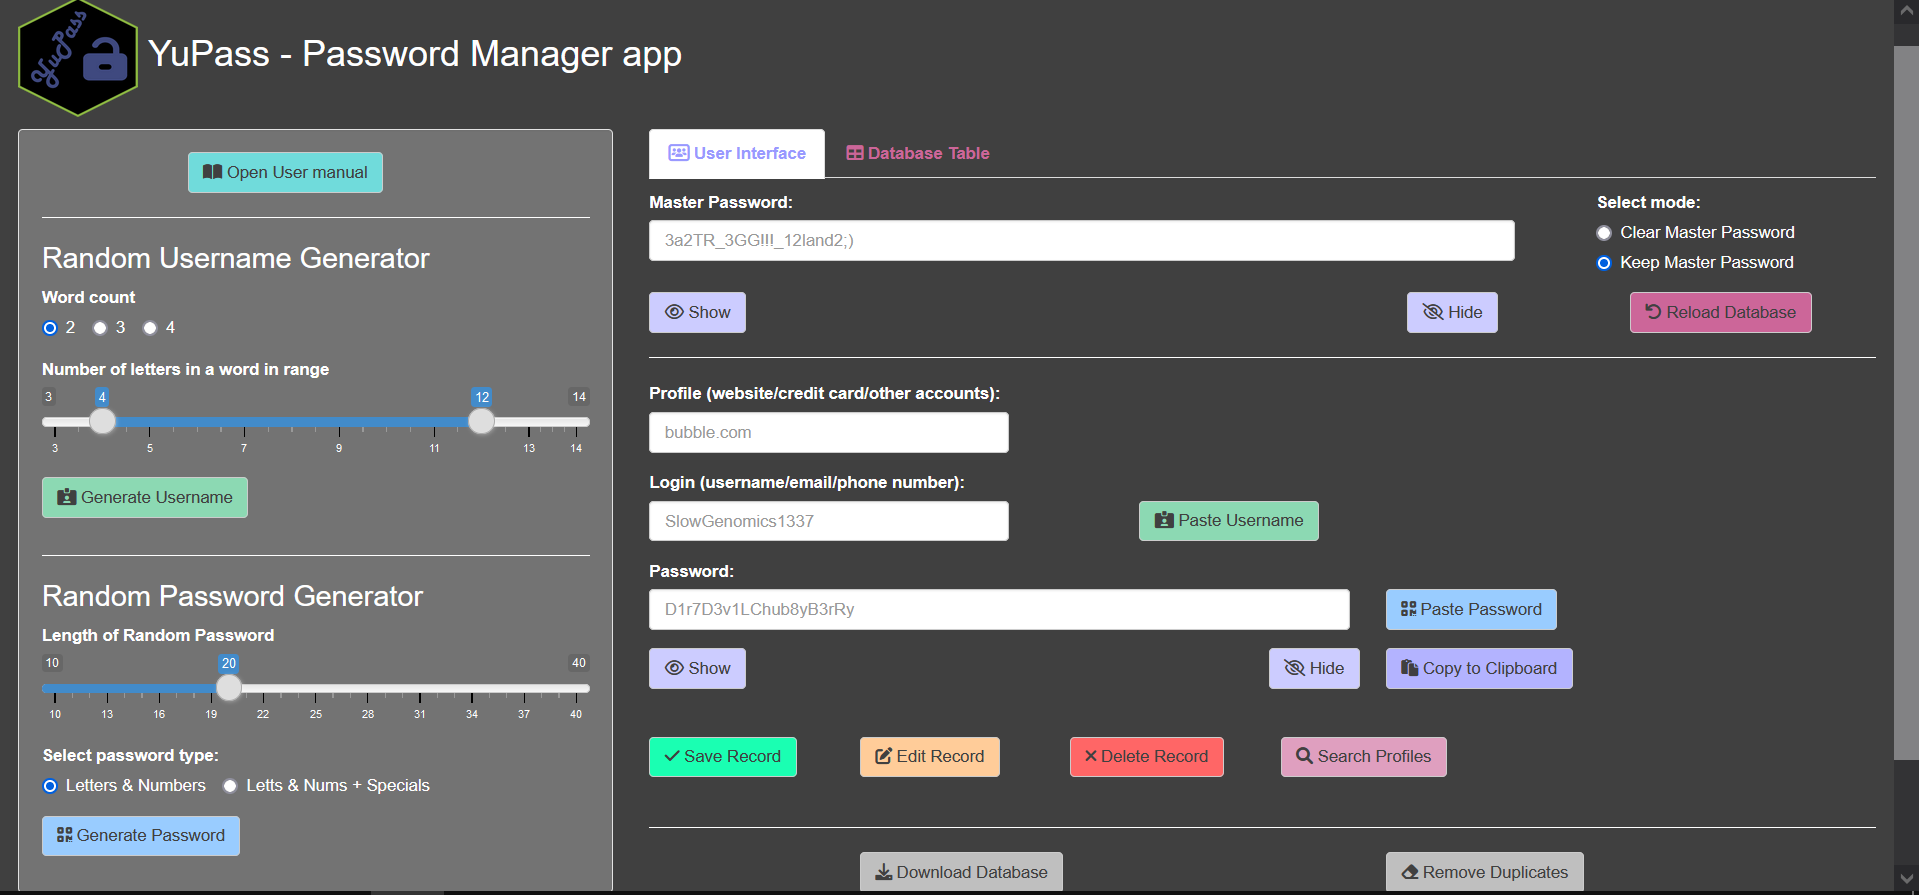 YuPass
YuPass - Password Manager app
Open User manual
Random Username Generator
Word count
2 3 4
Number of letters in a word in range
3 4 12 14
3 5 7 9 11 13 14
Generate Username
Random Password Generator
Length of Random Password
10 20 40
10 13 16 19 22 25 28 31 34 37 40
Select password type:
Letters & Numbers Letts & Nums + Specials
Generate Password
User Interface Database Table
Master Password:
3a2TR_3GG!!!_12land2;)
Select mode:
Clear Master Password
Keep Master Password
Show Hide Reload Database
Profile (website/credit card/other accounts):
bubble.com
Login (username/email/phone number):
SlowGenomics1337 Paste Username
Password:
D1r7D3v1LChub8yB3rRy Paste Password
Show Hide Copy to Clipboard
Save Record Edit Record Delete Record Search Profiles
Download Database Remove Duplicates